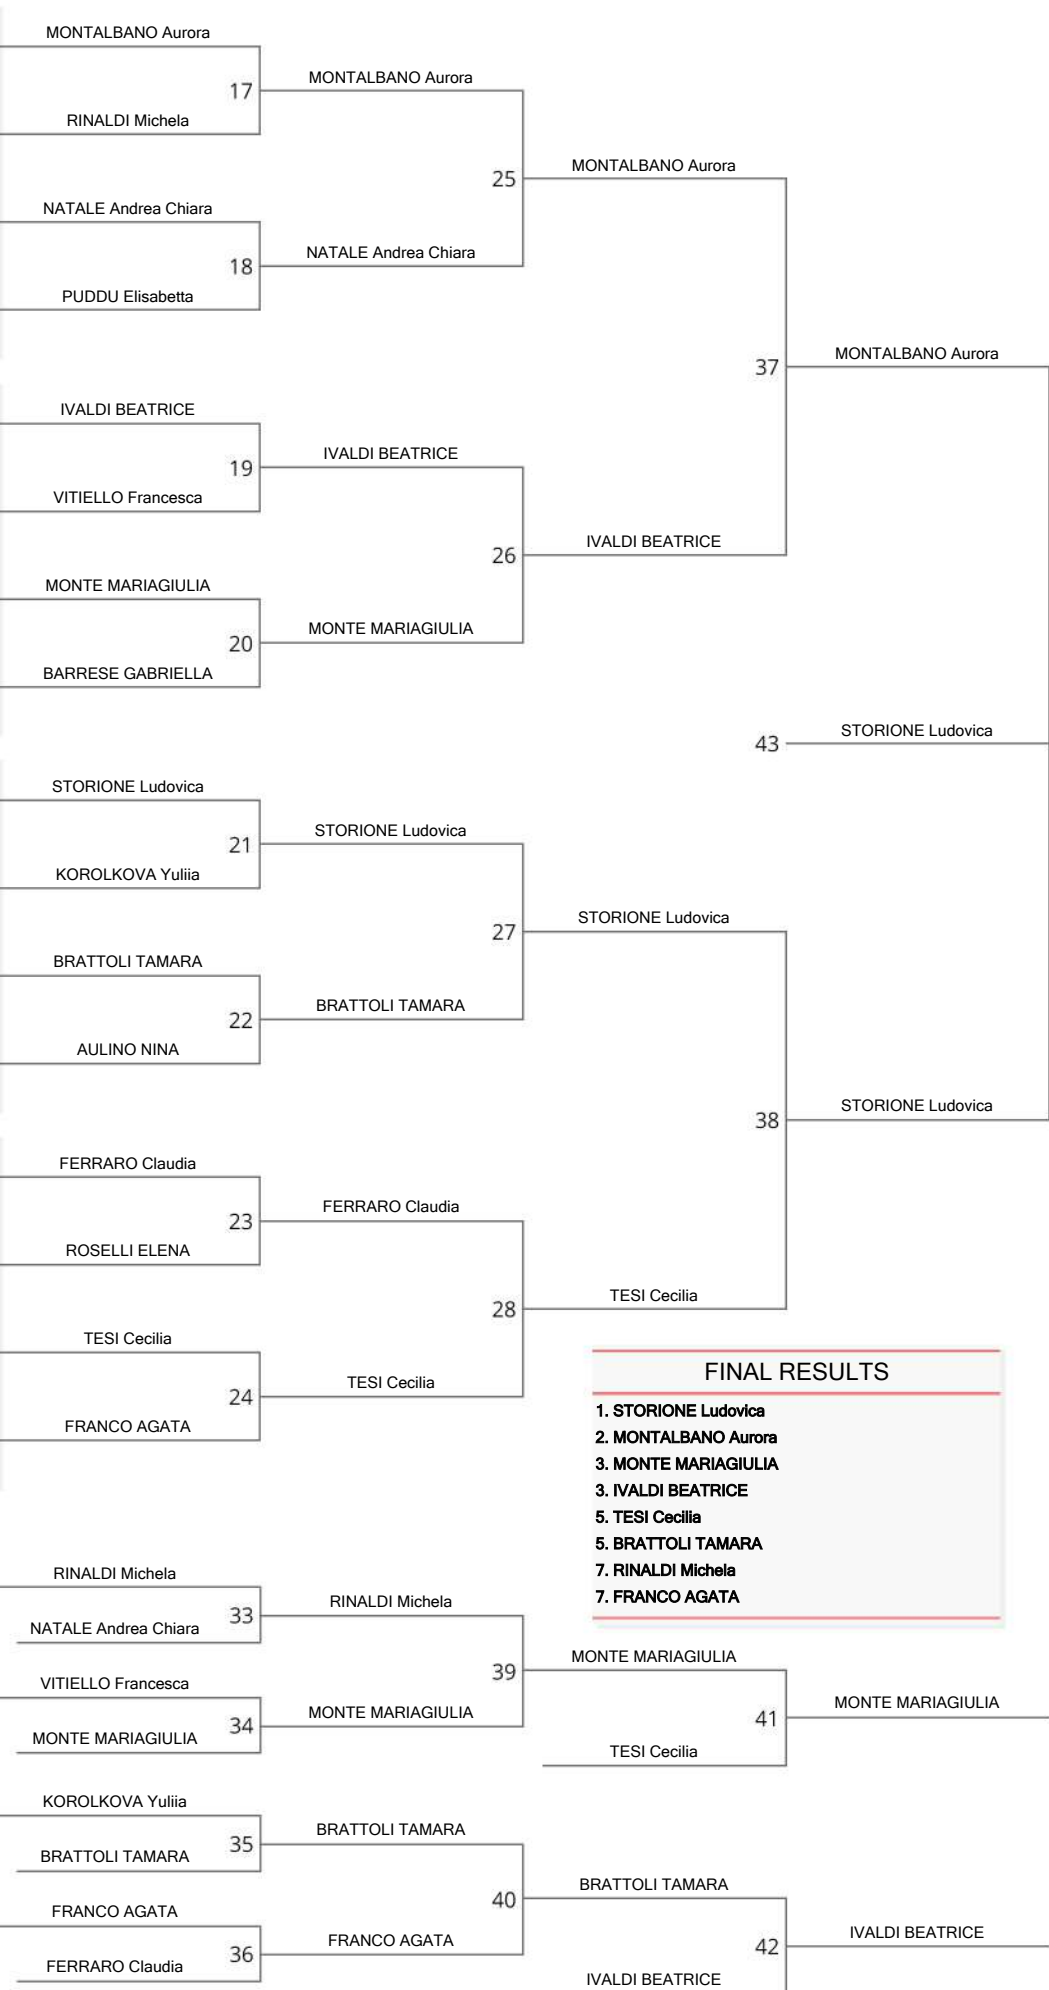 MONTALBANO Aurora
MONTALBANO Aurora
17
RINALDI Michela
MONTALBANO Aurora
25
NATALE Andrea Chiara
NATALE Andrea Chiara
18
PUDDU Elisabetta
MONTALBANO Aurora
37
IVALDI BEATRICE
IVALDI BEATRICE
19
VITIELLO Francesca
IVALDI BEATRICE
26
MONTE MARIAGIULIA
MONTE MARIAGIULIA
20
BARRESE GABRIELLA
STORIONE Ludovica
43
STORIONE Ludovica
STORIONE Ludovica
21
KOROLKOVA Yuliia
STORIONE Ludovica
27
BRATTOLI TAMARA
BRATTOLI TAMARA
22
AULINO NINA
STORIONE Ludovica
38
FERRARO Claudia
FERRARO Claudia
23
ROSELLI ELENA
TESI Cecilia
28
TESI Cecilia
TESI Cecilia
24
FRANCO AGATA
FINAL RESULTS
1. STORIONE Ludovica
2. MONTALBANO Aurora
3. MONTE MARIAGIULIA
3. IVALDI BEATRICE
5. TESI Cecilia
5. BRATTOLI TAMARA
7. RINALDI Michela
7. FRANCO AGATA
RINALDI Michela
RINALDI Michela
33
NATALE Andrea Chiara
MONTE MARIAGIULIA
39
VITIELLO Francesca
MONTE MARIAGIULIA
34
MONTE MARIAGIULIA
MONTE MARIAGIULIA
41
TESI Cecilia
KOROLKOVA Yuliia
BRATTOLI TAMARA
35
BRATTOLI TAMARA
BRATTOLI TAMARA
40
FRANCO AGATA
FRANCO AGATA
36
FERRARO Claudia
IVALDI BEATRICE
42
IVALDI BEATRICE